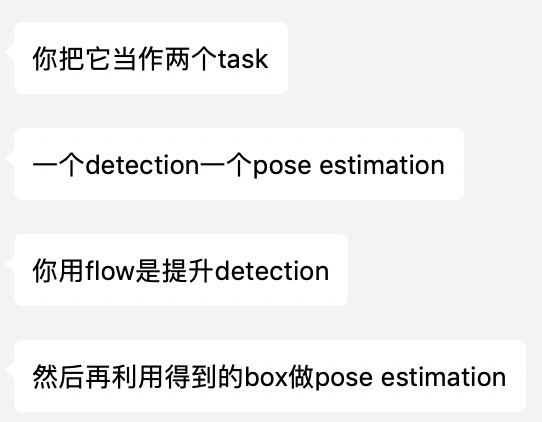 你把它当作两个task
一个detection一个pose estimation
你用flow是提升detection
然后再利用得到的box做pose estimation